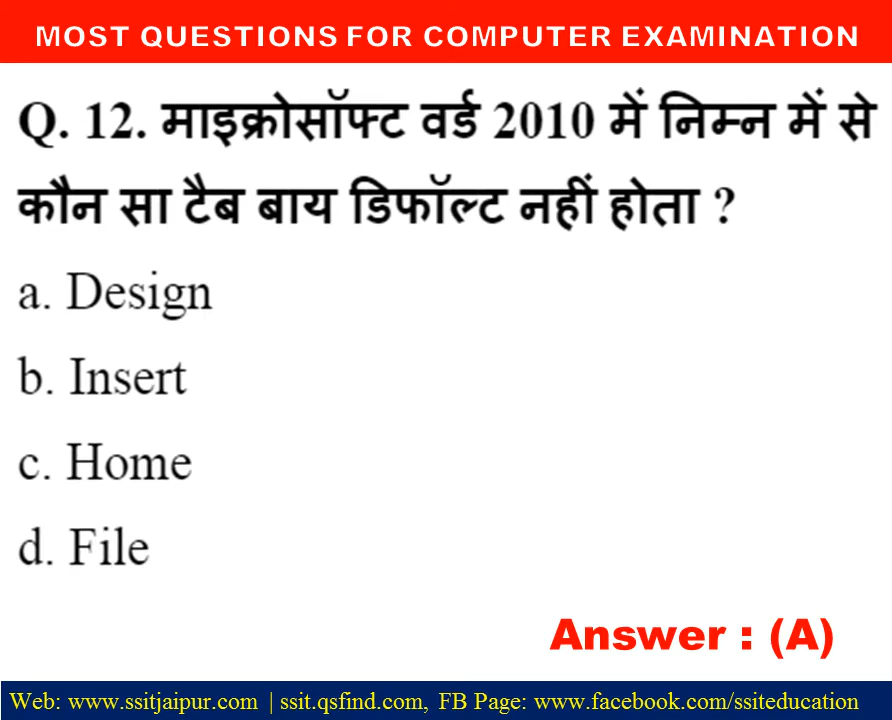 MOST QUESTIONS FOR COMPUTER EXAMINATION
Q. 12. माइक्रोसॉफ्ट वर्ड 2010 में निम्न में से
कौन सा टैब बाय डिफॉल्ट नहीं होता ?
a. Design
b. Insert
c. Home
d. File
Answer : (A)
Web: www.ssitjaipur.com | ssit.qsfind.com, FB Page: www.facebook.com/ssiteducation